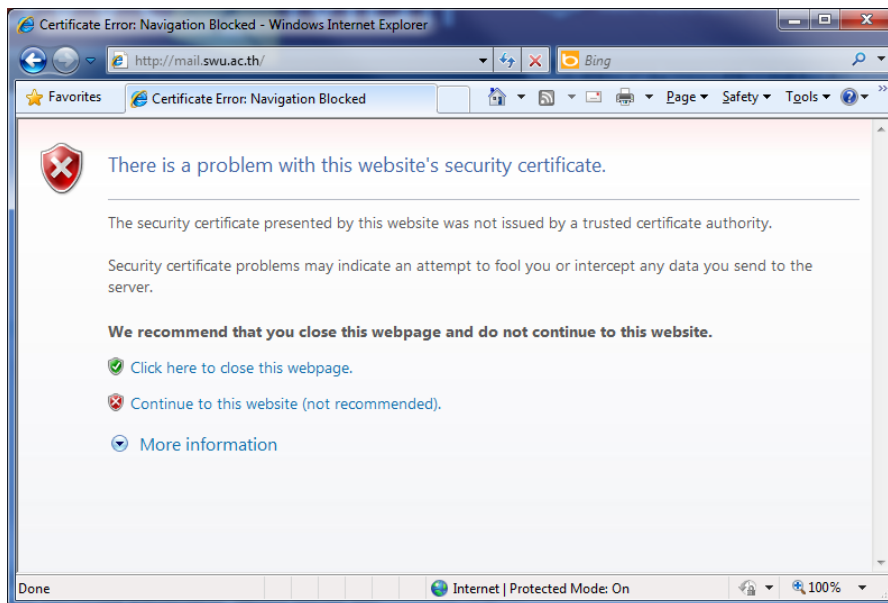 Certificate Error: Navigation Blocked - Windows Internet Explorer
http://mail.swu.ac.th/
Bing
Favorites
Certificate Error: Navigation Blocked
Page
Safety
Tools
There is a problem with this website's security certificate.
The security certificate presented by this website was not issued by a trusted certificate authority.
Security certificate problems may indicate an attempt to fool you or intercept any data you send to the
server.
We recommend that you close this webpage and do not continue to this website.
Click here to close this webpage.
Continue to this website (not recommended).
More information
Done
Internet | Protected Mode: On
100%